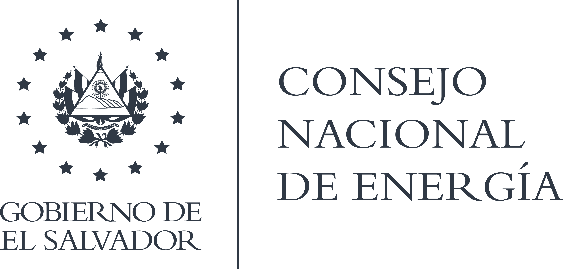 GOBIERNO DE
EL SALVADOR
CONSEJO
NACIONAL
DE ENERGÍA